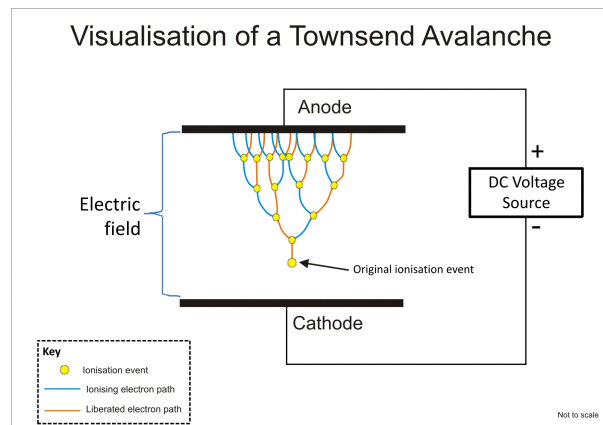 Visualisation of a Townsend Avalanche
Anode
+
DC Voltage
Source
-
Electric
field
Original ionisation event
Cathode
Key
Ionisation event
Ionising electron path
Liberated electron path
Not to scale